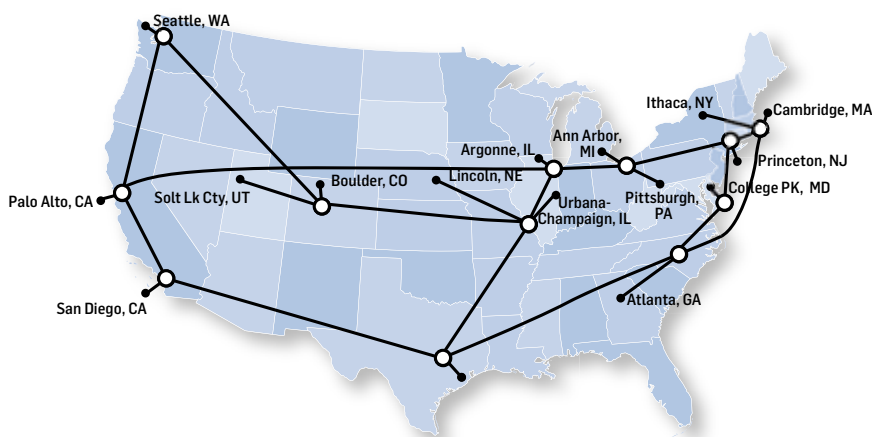 Seattle, WA
Ithaca, NY
Cambridge, MA
Ann Arbor,
MI
Argonne, IL
Princeton, NJ
Boulder, CO
Lincoln, NE
Palo Alto, CA
Solt Lk Cty, UT
Urbana-
Champaign, IL
Pittsburgh,
PA
College PK, MD
San Diego, CA
Atlanta, GA